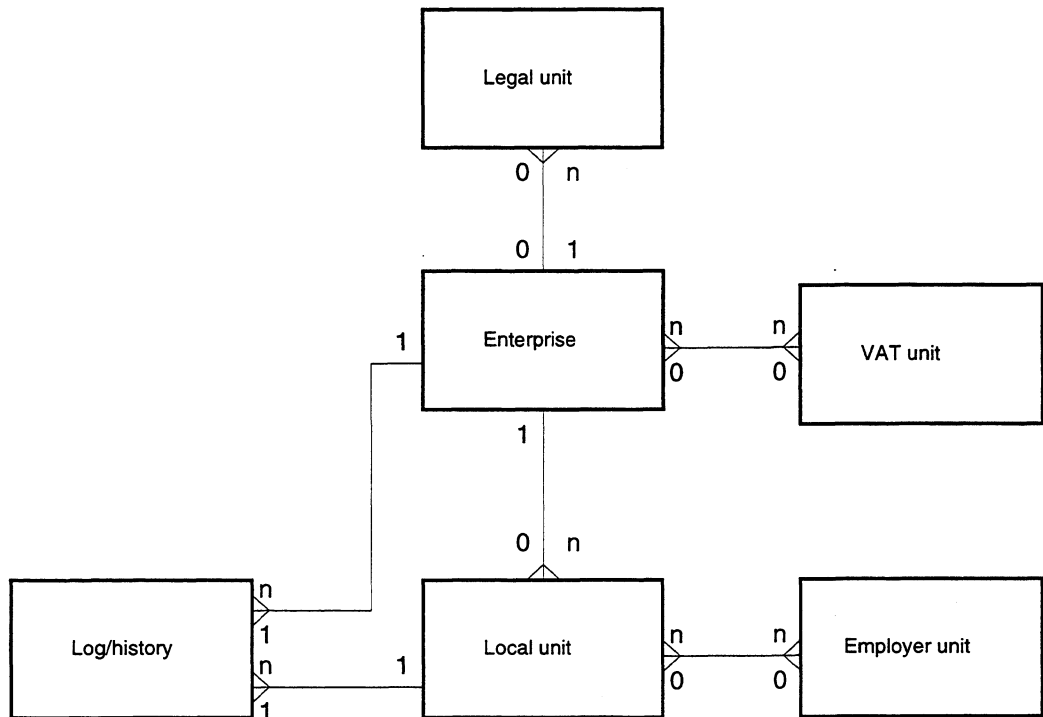 Legal unit
0 n
0 1
Enterprise
1
n n
0 0
VAT unit
1
0 n
n
1
Log/history
n
1
1
Local unit
n n
0 0
Employer unit